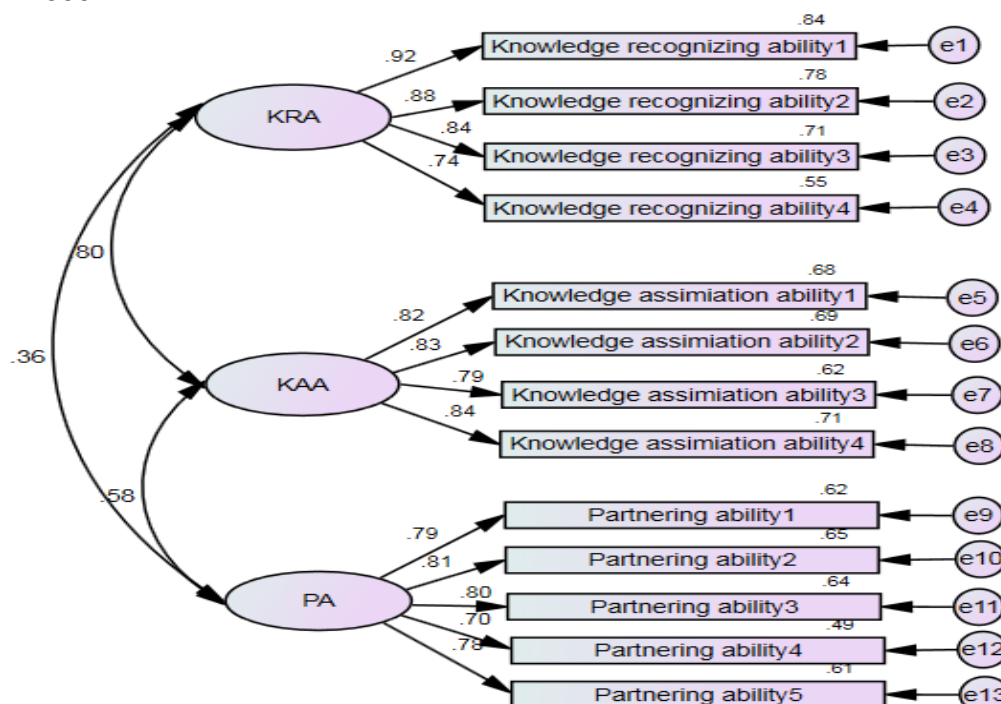 .84
.92
Knowledge recognizing ability1
e1
.78
.88
Knowledge recognizing ability2
e2
KRA
.71
.84
Knowledge recognizing ability3
e3
.74
.55
Knowledge recognizing ability4
e4
.80
.68
.82
Knowledge assimiation ability1
e5
.69
.83
Knowledge assimiation ability2
e6
.36
KAA
.62
.79
Knowledge assimiation ability3
e7
.84
.71
Knowledge assimiation ability4
e8
.58
.62
.79
Partnering ability1
e9
.65
.81
Partnering ability2
e10
PA
.64
.80
Partnering ability3
e11
.70
.49
Partnering ability4
e12
.78
.61
Partnering ability5
e13